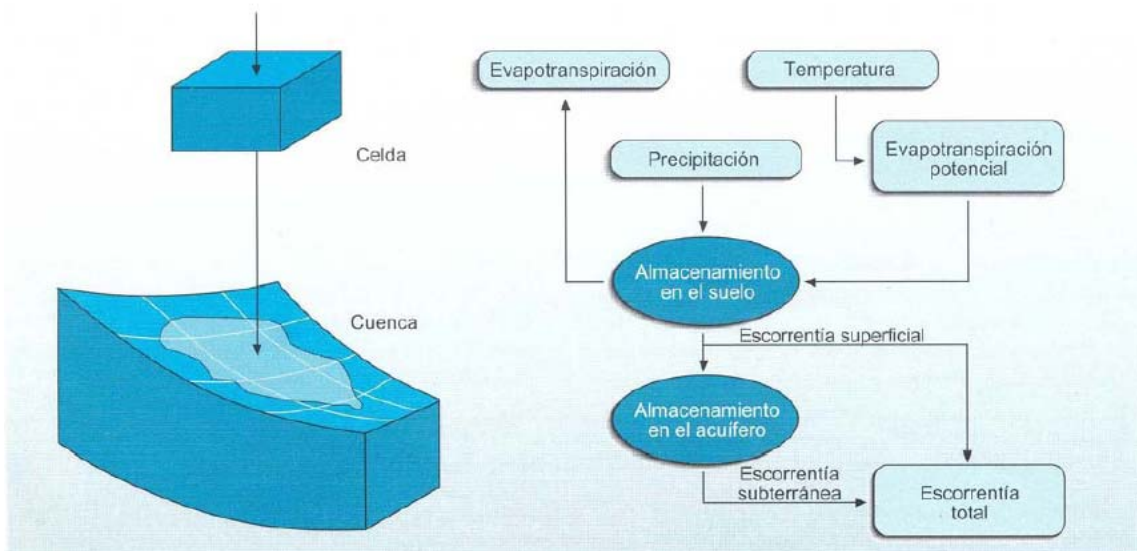 Evapotranspiración
Temperatura
Celda
Precipitación
Evapotranspiración
potencial
Almacenamiento
en el suelo
Cuenca
Escorrentía superficial
Almacenamiento
en el acuífero
Escorrentía
subterránea
Escorrentía
total